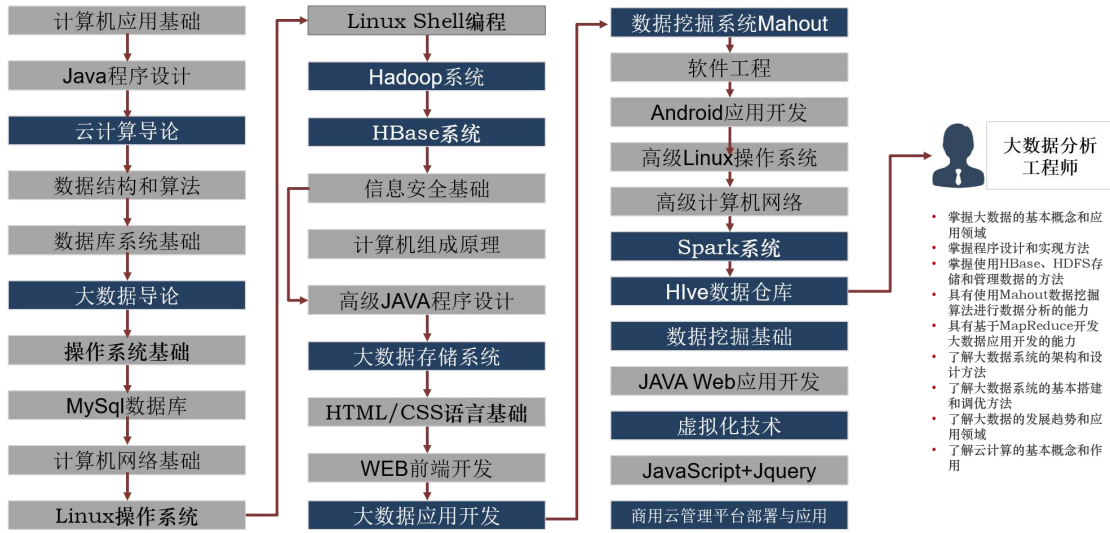 计算机应用基础
Java程序设计
云计算导论
数据结构和算法
数据库系统基础
大数据导论
操作系统基础
MySql数据库
计算机网络基础
Linux操作系统
Linux Shell编程
Hadoop系统
HBase系统
信息安全基础
计算机组成原理
高级JAVA程序设计
大数据存储系统
HTML/CSS语言基础
WEB前端开发
大数据应用开发
数据挖掘系统Mahout
软件工程
Android应用开发
高级Linux操作系统
高级计算机网络
Spark系统
HIve数据仓库
数据挖掘基础
JAVA Web应用开发
虚拟化技术
JavaScript+Jquery
商用云管理平台部署与应用
大数据分析
工程师
• 掌握大数据的基本概念和应
用领域
• 掌握程序设计和实现方法
• 掌握使用HBase、HDFS存
储和管理数据的方法
• 具有使用Mahout数据挖掘
算法进行数据分析的能力
• 具有基于MapReduce开发
大数据应用开发的能力
• 了解大数据系统的架构和设
计方法
• 了解大数据系统的基本搭建
和调优方法
• 了解大数据的发展趋势和应
用领域
• 了解云计算的基本概念和作
用